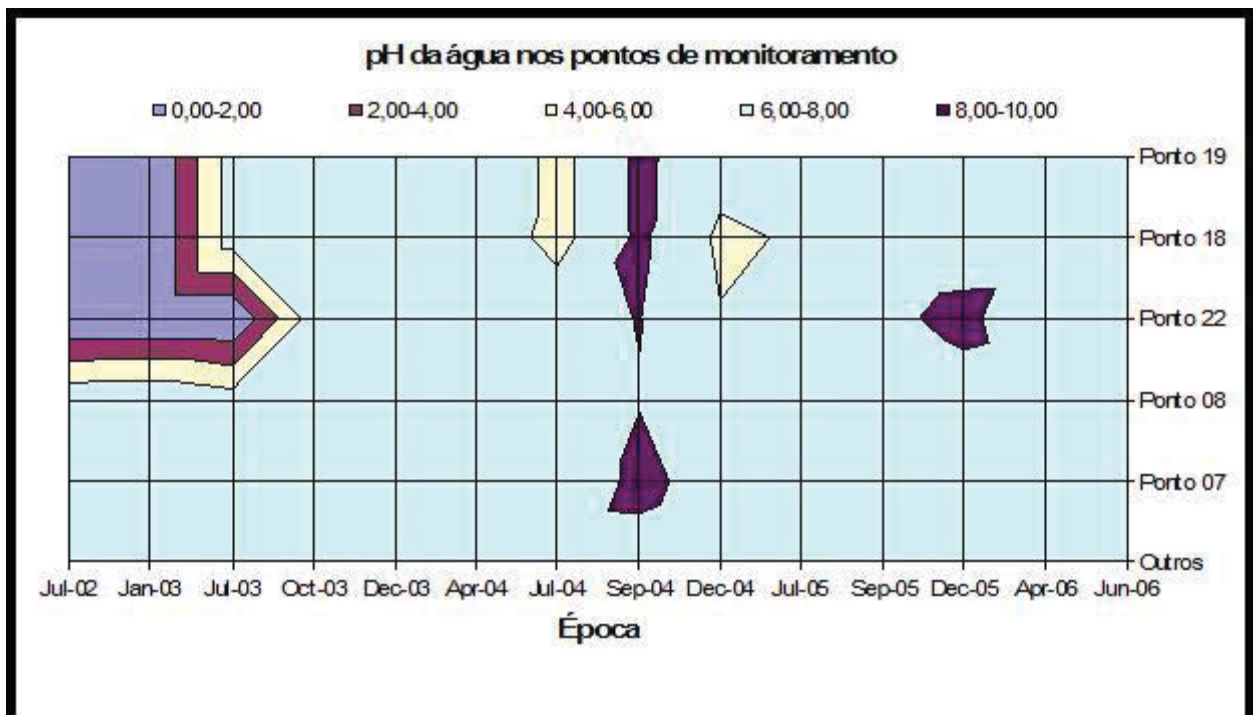 pH da água nos pontos de monitoramento
0,00-2,00 2,00-4,00 4,00-6,00 6,00-8,00 8,00-10,00
Ponto 19
Ponto 18
Ponto 22
Ponto 08
Ponto 07
Outros
Jul-02 Jan-03 Jul-03 Oct-03 Dec-03 Apr-04 Jul-04 Sep-04 Dec-04 Jul-05 Sep-05 Dec-05 Apr-06 Jun-06
Época